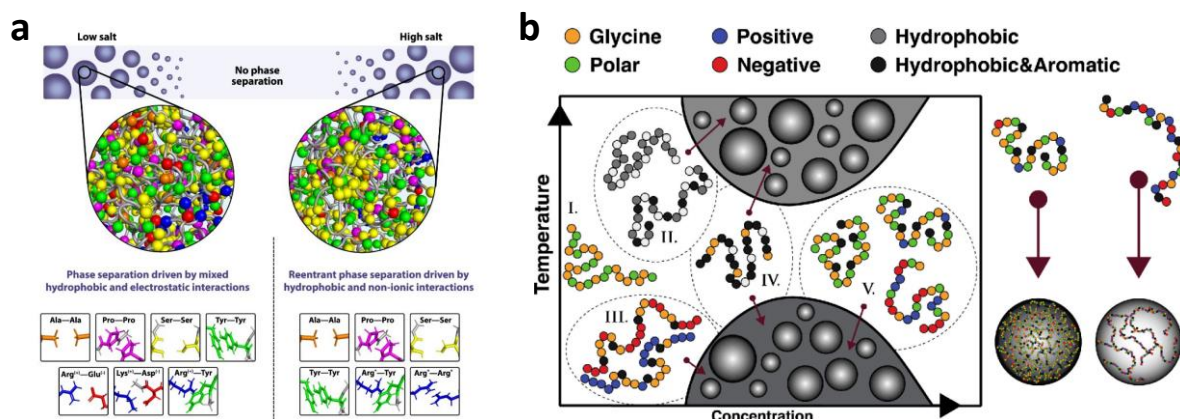 a
Low salt
High salt
No phase
separation
Phase separation driven by mixed
hydrophobic and electrostatic interactions
Reentrant phase separation driven by
hydrophobic and non-ionic interactions
Ala—Ala
Pro—Pro
Ser—Ser
Tyr—Tyr
Arg(+)—Glu(-)
Lys(+)—Asp(-)
Arg(+)—Tyr
Ala—Ala
Pro—Pro
Ser—Ser
Tyr—Tyr
Arg*—Tyr
Arg*—Arg*
b
Glycine
Positive
Hydrophobic
Polar
Negative
Hydrophobic&Aromatic
Temperature
I.
II.
III.
IV.
V.
Concentration